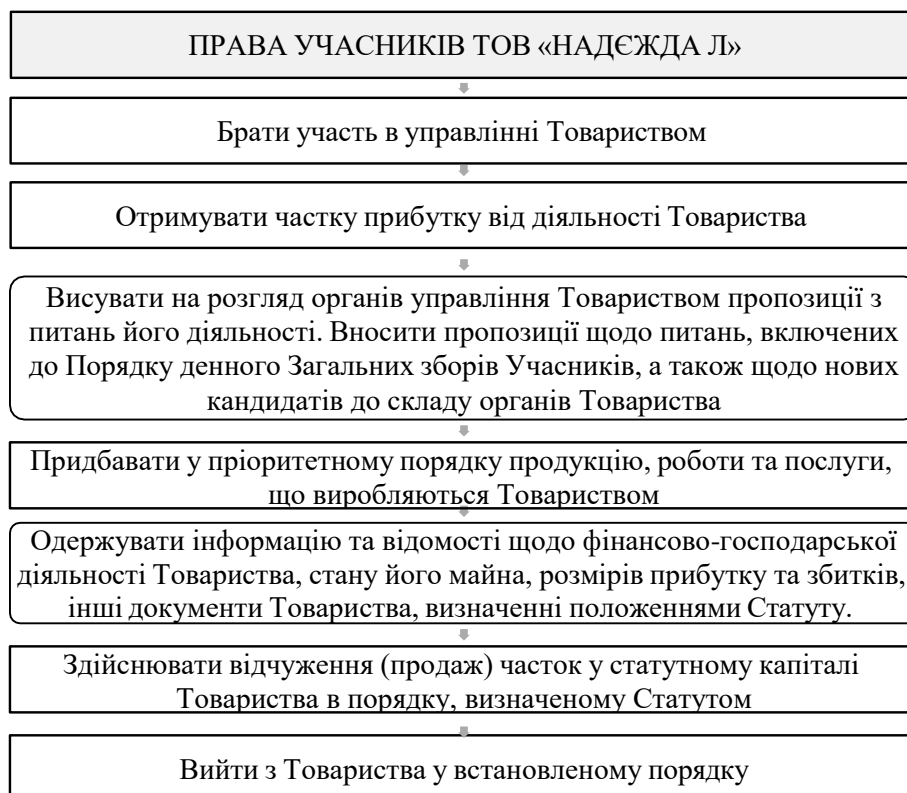 ПРАВА УЧАСНИКІВ ТОВ «НАДЄЖДА Л»
Брати участь в управлінні Товариством
Отримувати частку прибутку від діяльності Товариства
Висувати на розгляд органів управління Товариством пропозиції з
питань його діяльності. Вносити пропозиції щодо питань, включених
до Порядку денного Загальних зборів Учасників, а також щодо нових
кандидатів до складу органів Товариства
Придбавати у пріоритетному порядку продукцію, роботи та послуги,
що виробляються Товариством
Одержувати інформацію та відомості щодо фінансово-господарської
діяльності Товариства, стану його майна, розмірів прибутку та збитків,
інші документи Товариства, визначенні положеннями Статуту.
Здійснювати відчуження (продаж) часток у статутному капіталі
Товариства в порядку, визначеному Статутом
Вийти з Товариства у встановленому порядку